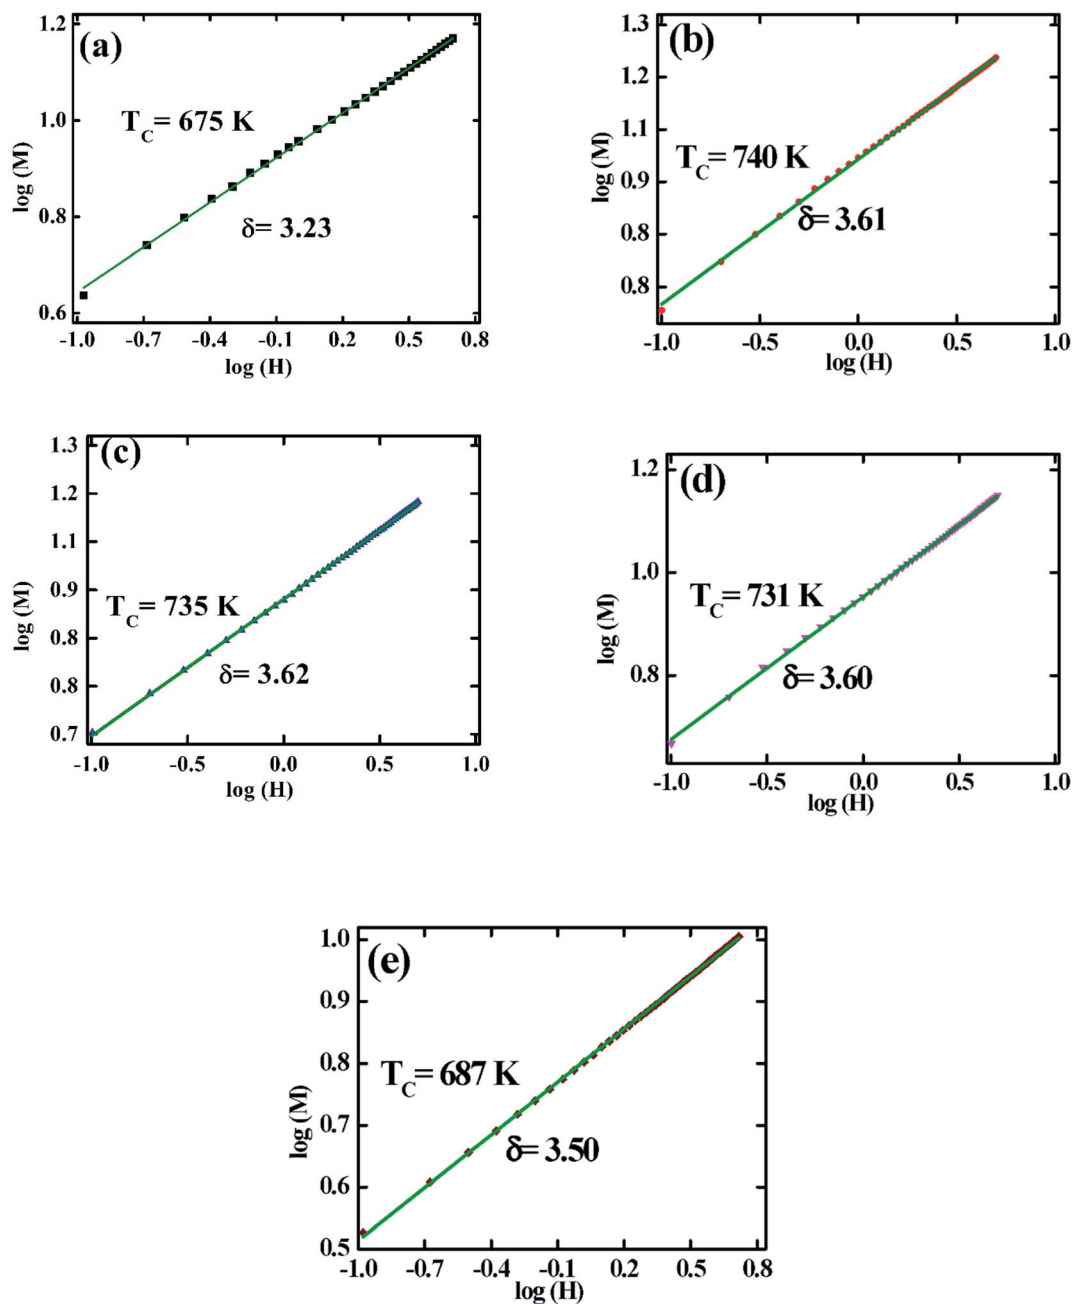 (a)
1.2
1.0
0.8
0.6
log (M)
T_C = 675 K
δ= 3.23
-1.0 -0.7 -0.4 -0.1 0.2 0.5 0.8
log (H)
(b)
1.3
1.2
1.1
0.9
0.8
0.8
log (M)
T_C = 740 K
δ= 3.61
-1.0 -0.5 0.0 0.5 1.0
log (H)
(c)
1.3
1.2
1.1
0.9
0.8
0.8
0.7
log (M)
T_C = 735 K
δ= 3.62
-1.0 -0.5 0.0 0.5 1.0
log (H)
(d)
1.2
1.0
0.8
log (M)
T_C = 731 K
δ= 3.60
-1.0 -0.5 0.0 0.5 1.0
log (H)
(e)
1.0
0.9
0.8
0.7
0.6
0.5
log (M)
T_C = 687 K
δ= 3.50
-1.0 -0.7 -0.4 -0.1 0.2 0.5 0.8
log (H)